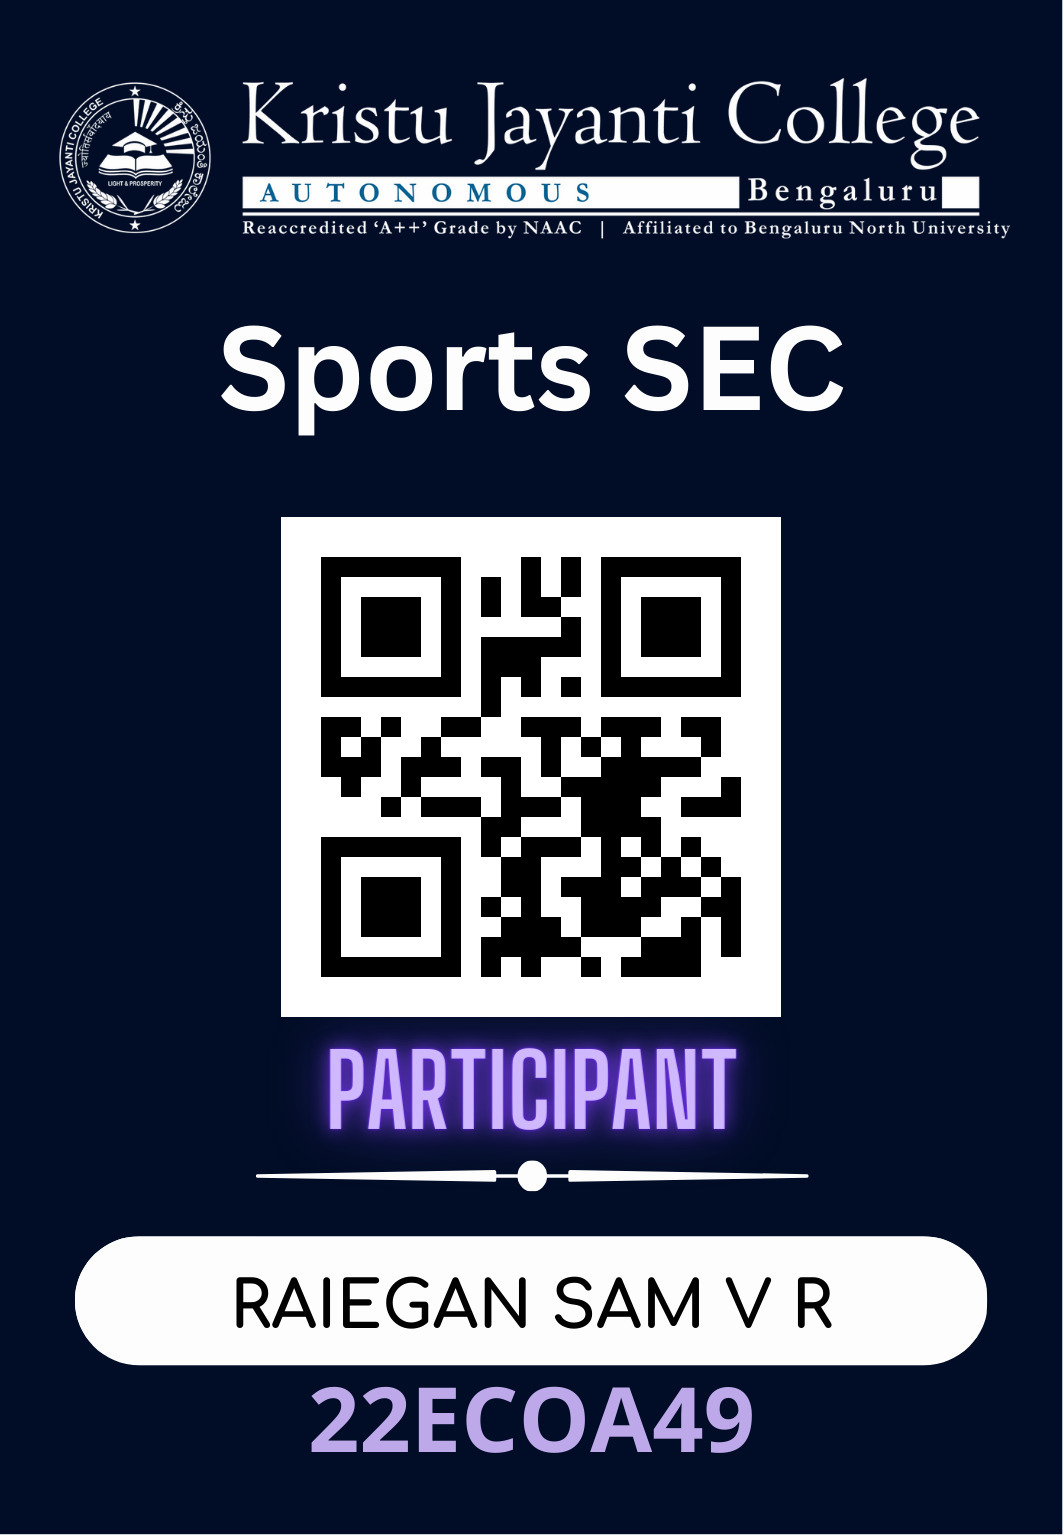 KRISTU JAYANTI COLLEGE
LIGHT & PROSPERITY
Kristu Jayanti College
AUTONOMOUS Bengaluru
Reaccredited ‘A++’ Grade by NAAC | Affiliated to Bengaluru North University
Sports SEC
PARTICIPANT
RAIEGAN SAM V R
22ECOA49